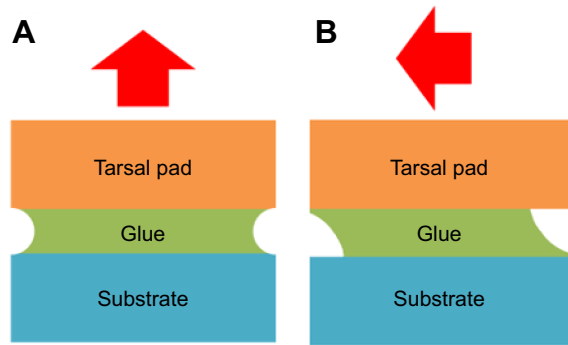 A
B
Tarsal pad
Tarsal pad
Glue
Glue
Substrate
Substrate